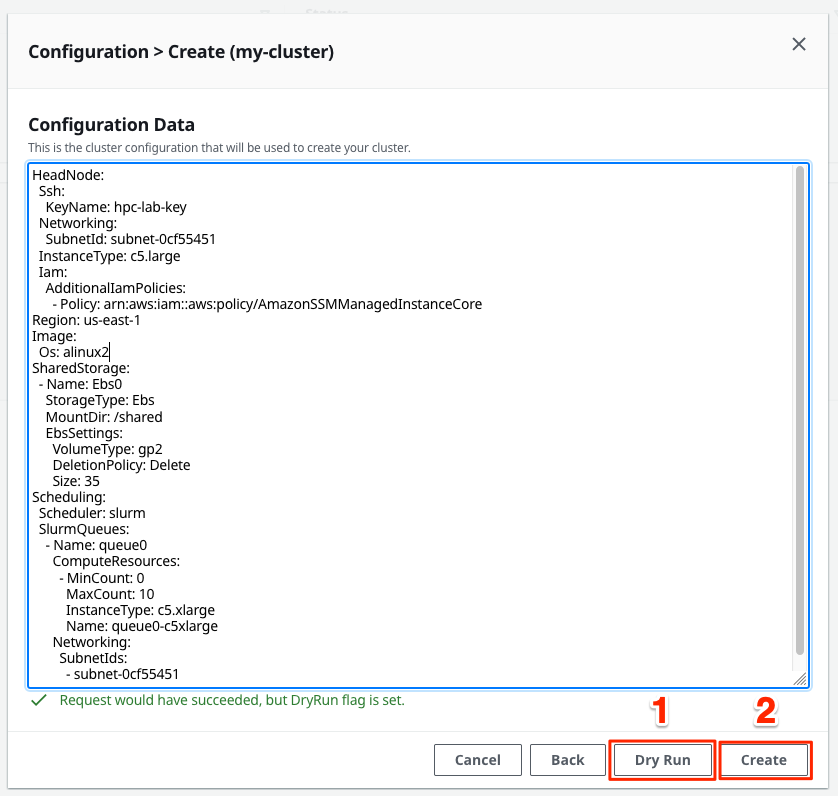 Configuration > Create (my-cluster)
Configuration Data
This is the cluster configuration that will be used to create your cluster.
HeadNode:
  Ssh:
    KeyName: hpc-lab-key
  Networking:
    SubnetId: subnet-0cf55451
  InstanceType: c5.large
  Iam:
    AdditionalIamPolicies:
      - Policy: arn:aws:iam::aws:policy/AmazonSSMManagedInstanceCore
Region: us-east-1
Image:
  Os: alinux2
SharedStorage:
  - Name: Ebs0
    StorageType: Ebs
    MountDir: /shared
    EbsSettings:
      VolumeType: gp2
      DeletionPolicy: Delete
      Size: 35
Scheduling:
  Scheduler: slurm
  SlurmQueues:
    - Name: queue0
      ComputeResources:
        - MinCount: 0
          MaxCount: 10
          InstanceType: c5.xlarge
          Name: queue0-c5xlarge
      Networking:
        SubnetIds:
          - subnet-0cf55451
Request would have succeeded, but DryRun flag is set.
1 2
Cancel Back Dry Run Create